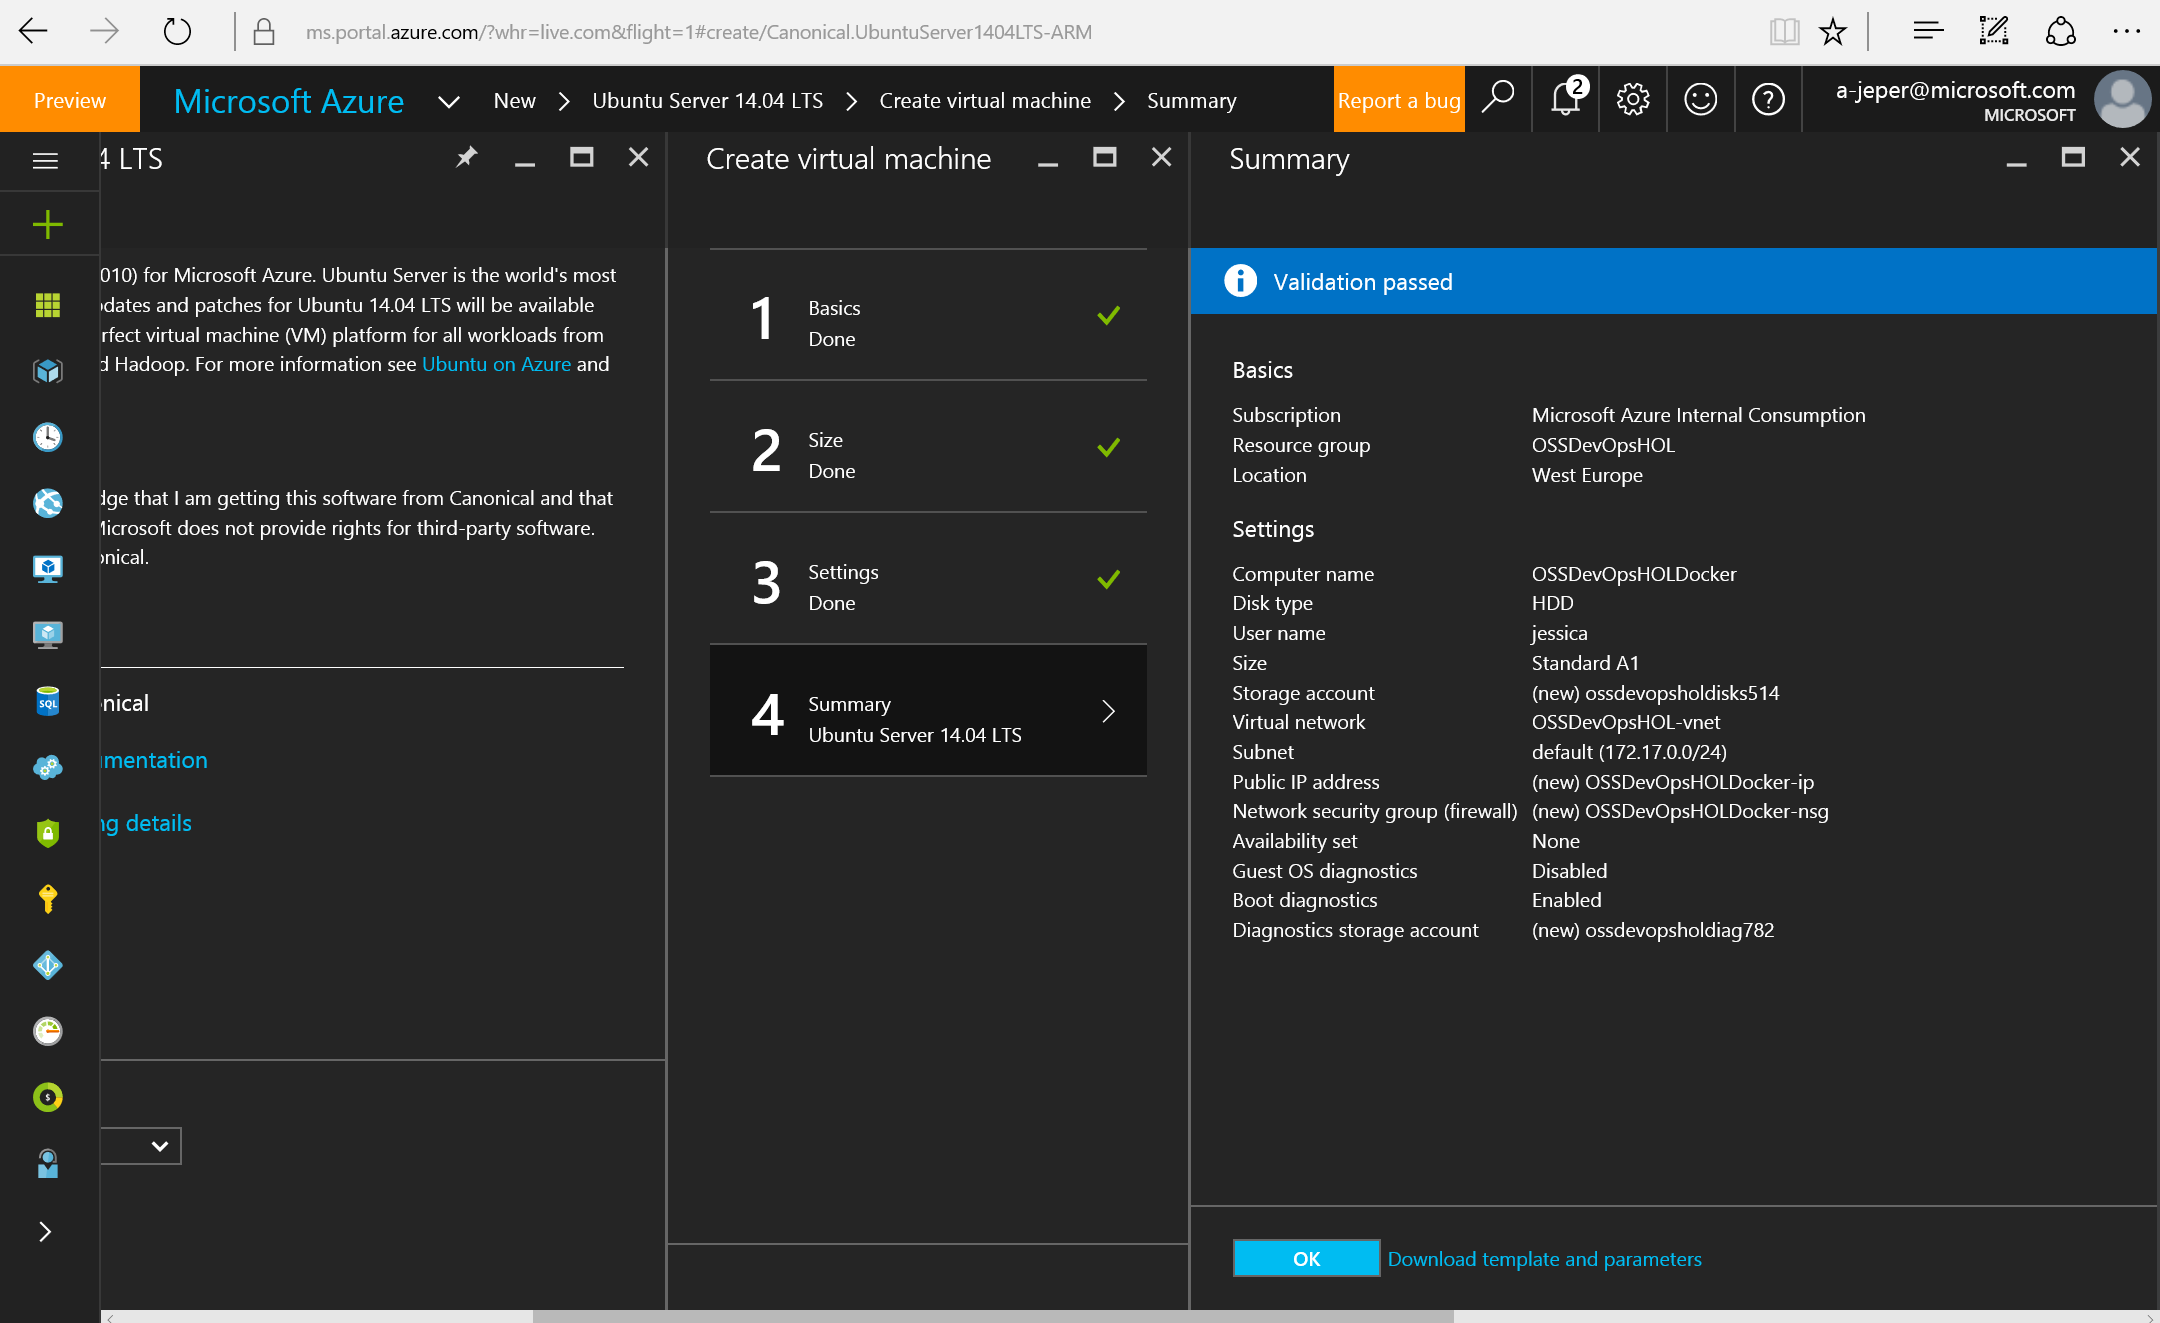 ms.portal.azure.com/?whr=live.com&flight=1#create/Canonical.UbuntuServer1404LTS-ARM
Preview
Microsoft Azure
New > Ubuntu Server 14.04 LTS > Create virtual machine > Summary
Report a bug
2
a-jeper@microsoft.com
MICROSOFT
4 LTS
010) for Microsoft Azure. Ubuntu Server is the world's most
dates and patches for Ubuntu 14.04 LTS will be available
rfect virtual machine (VM) platform for all workloads from
d Hadoop. For more information see Ubuntu on Azure and
dge that I am getting this software from Canonical and that
Microsoft does not provide rights for third-party software.
onical.
onical
mentation
ng details
SQL
Create virtual machine
1
Basics
Done
2
Size
Done
3
Settings
Done
4
Summary
Ubuntu Server 14.04 LTS
Summary
Validation passed
Basics
Subscription Microsoft Azure Internal Consumption
Resource group OSSDevOpsHOL
Location West Europe
Settings
Computer name OSSDevOpsHOLDocker
Disk type HDD
User name jessica
Size Standard A1
Storage account (new) ossdevopsholdisks514
Virtual network OSSDevOpsHOL-vnet
Subnet default (172.17.0.0/24)
Public IP address (new) OSSDevOpsHOLDocker-ip
Network security group (firewall) (new) OSSDevOpsHOLDocker-nsg
Availability set None
Guest OS diagnostics Disabled
Boot diagnostics Enabled
Diagnostics storage account (new) ossdevopsholdiag782
OK
Download template and parameters